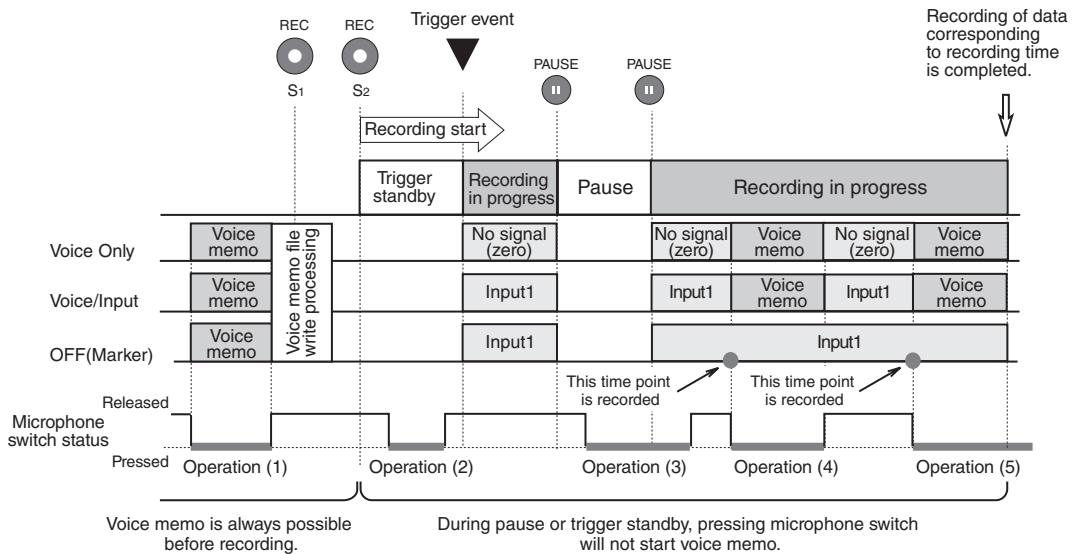 REC
REC
Trigger event
PAUSE
PAUSE
Recording of data
corresponding
to recording time
is completed.
S1
S2
Recording start
Trigger
standby
Recording
in progress
Pause
Recording in progress
Voice Only
Voice
memo
Voice memo file
write processing
No signal
(zero)
No signal
(zero)
Voice
memo
No signal
(zero)
Voice
memo
Voice/Input
Voice
memo
Input1
Input1
Voice
memo
Input1
Voice
memo
OFF(Marker)
Voice
memo
Input1
Input1
This time point
is recorded
This time point
is recorded
Microphone
switch status
Released
Pressed
Operation (1)
Operation (2)
Operation (3)
Operation (4)
Operation (5)
Voice memo is always possible
before recording.
During pause or trigger standby, pressing microphone switch
will not start voice memo.